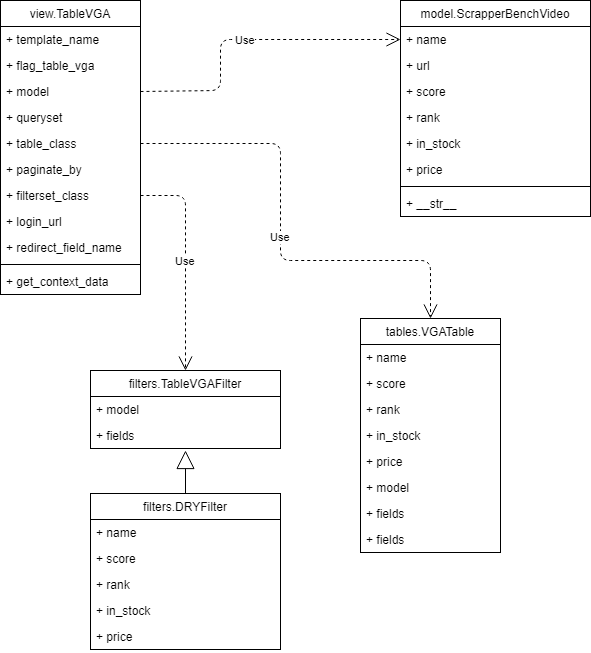 view.TableVGA
+ template_name
+ flag_table_vga
+ model
+ queryset
+ table_class
+ paginate_by
+ filterset_class
+ login_url
+ redirect_field_name
+ get_context_data
Use
model.ScrapperBenchVideo
+ name
+ url
+ score
+ rank
+ in_stock
+ price
+ __str__
Use
Use
tables.VGATable
+ name
+ score
+ rank
+ in_stock
+ price
+ model
+ fields
+ fields
filters.TableVGAFilter
+ model
+ fields
filters.DRYFilter
+ name
+ score
+ rank
+ in_stock
+ price